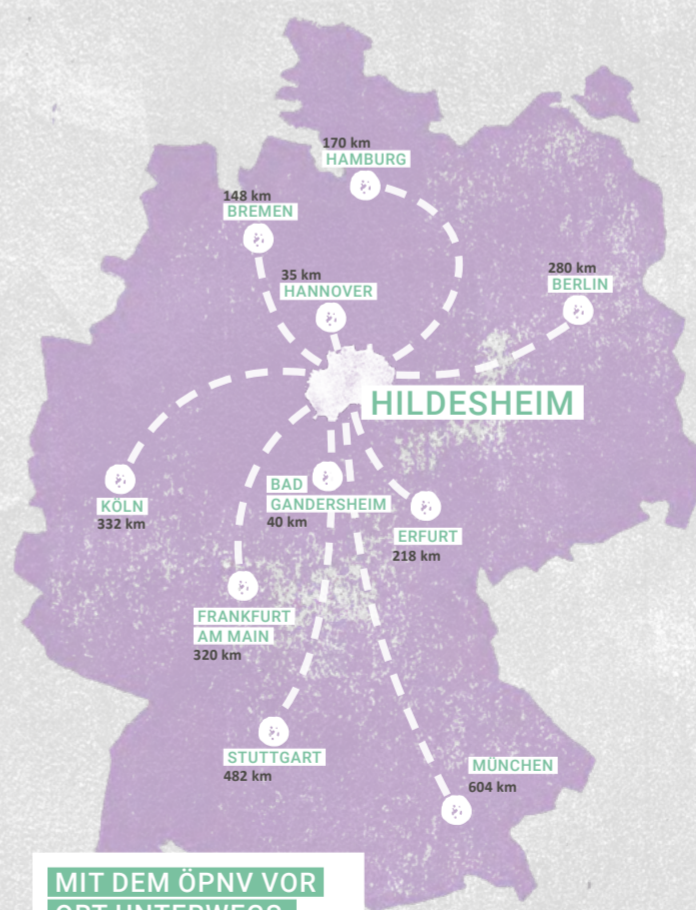 170 km
HAMBURG
148 km
BREMEN
35 km
HANNOVER
280 km
BERLIN
HILDESHEIM
KÖLN
332 km
BAD
GANDERSHEIM
40 km
ERFURT
218 km
FRANKFURT
AM MAIN
320 km
STUTTGART
482 km
MÜNCHEN
604 km
MIT DEM ÖPNV VOR
ORT UNTERWEGS